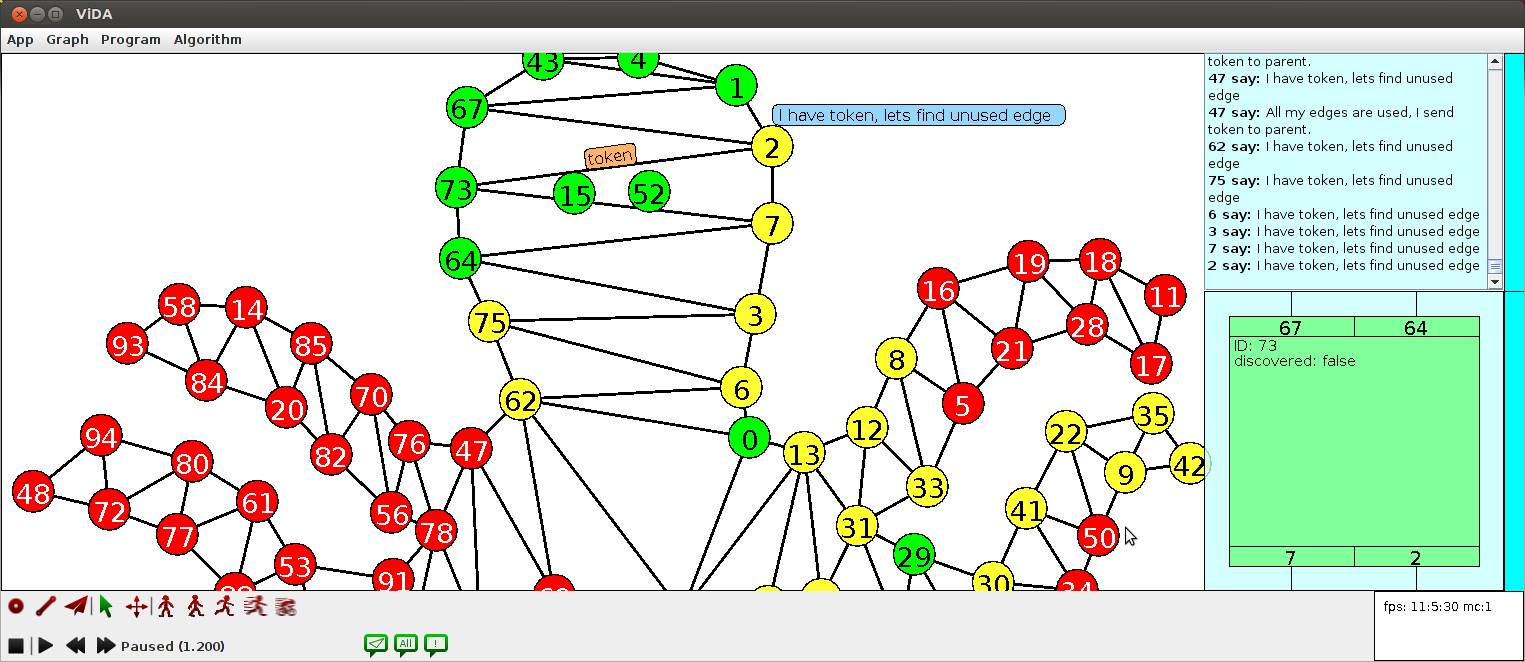 ViDA
App Graph Program Algorithm
43 4 1
67
I have token, lets find unused edge
2
token
73 15 52
7
64
19 18
16 11
58 14
75 3
28
93 85
21
8 17
84
70
6
62
5
20
35
12
22
94
0
76 47
13
82
80
9 42
48
33
61
72
41
56
31
78
77
50
29
53
91
30
34
token to parent.
47 say: I have token, lets find unused
edge
47 say: All my edges are used, I send
token to parent.
62 say: I have token, lets find unused
edge
75 say: I have token, lets find unused
edge
6 say: I have token, lets find unused edge
3 say: I have token, lets find unused edge
7 say: I have token, lets find unused edge
2 say: I have token, lets find unused edge
67 64
ID: 73
discovered: false
7 2
Paused (1.200)
All !
fps: 11:5:30 mc:1